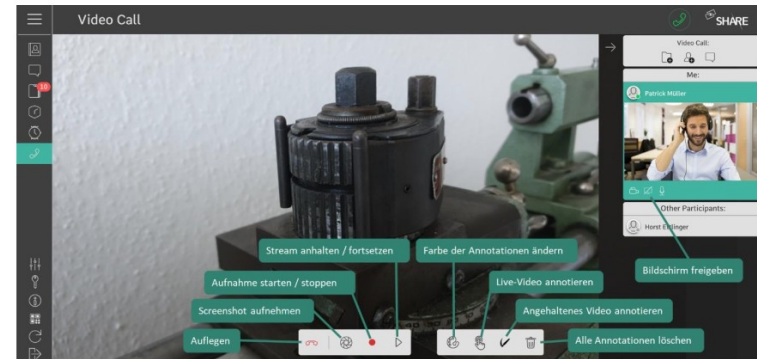 Video Call
SHARE
10
Video Call:
Me:
Patrick Müller
Other Participants:
Horst Ettlinger
Bildschirm freigeben
Stream anhalten / fortsetzen
Farbe der Annotationen ändern
Aufnahme starten / stoppen
Live-Video annotieren
Screenshot aufnehmen
Angehaltenes Video annotieren
Auflegen
Alle Annotationen löschen